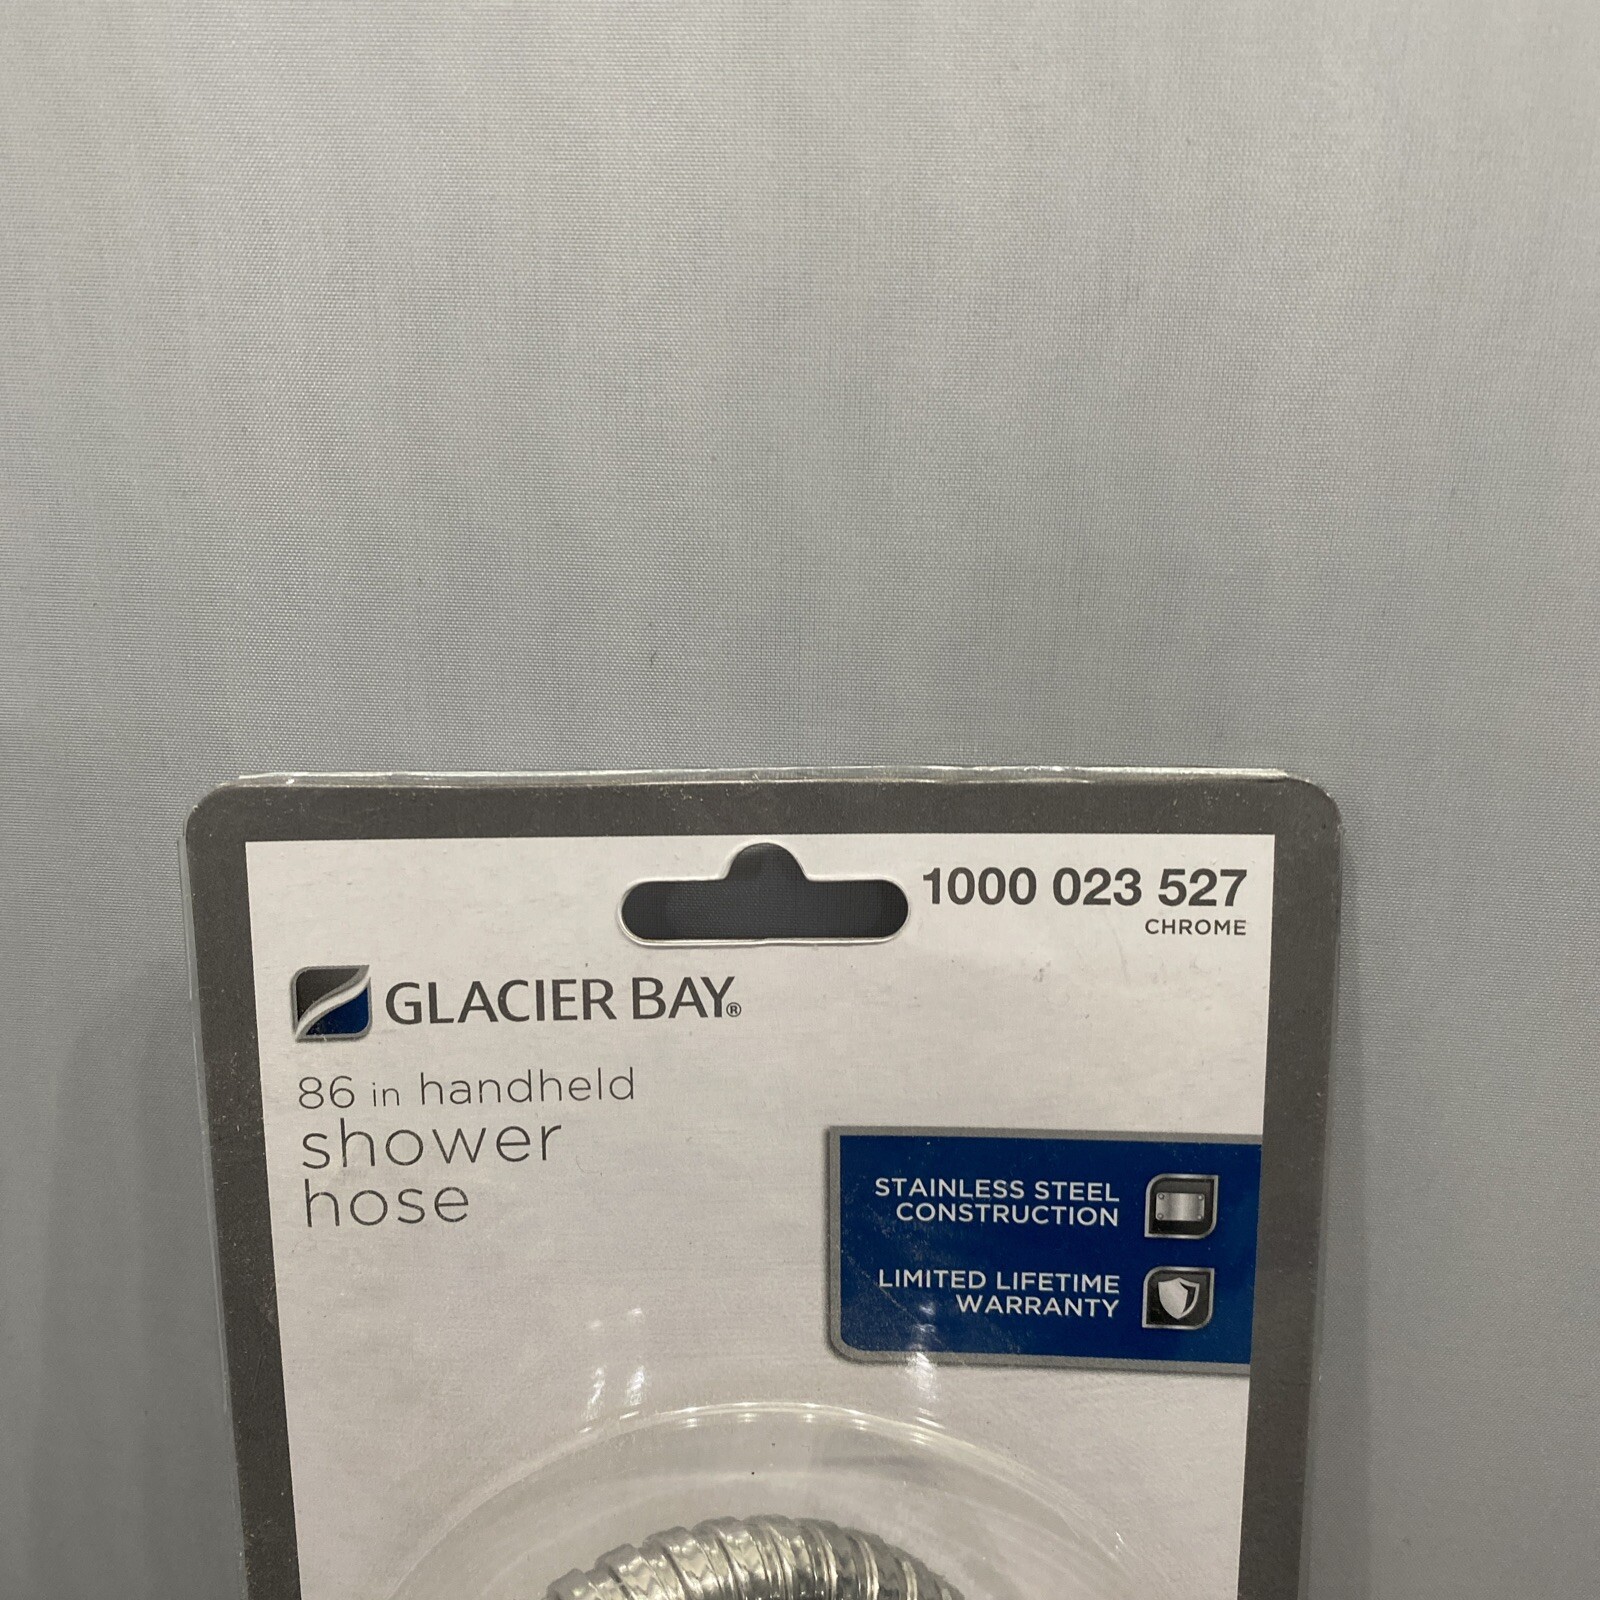 1000 023 527
CHROME
GLACIER BAY®
86 in handheld
shower
hose
STAINLESS STEEL
CONSTRUCTION
LIMITED LIFETIME
WARRANTY